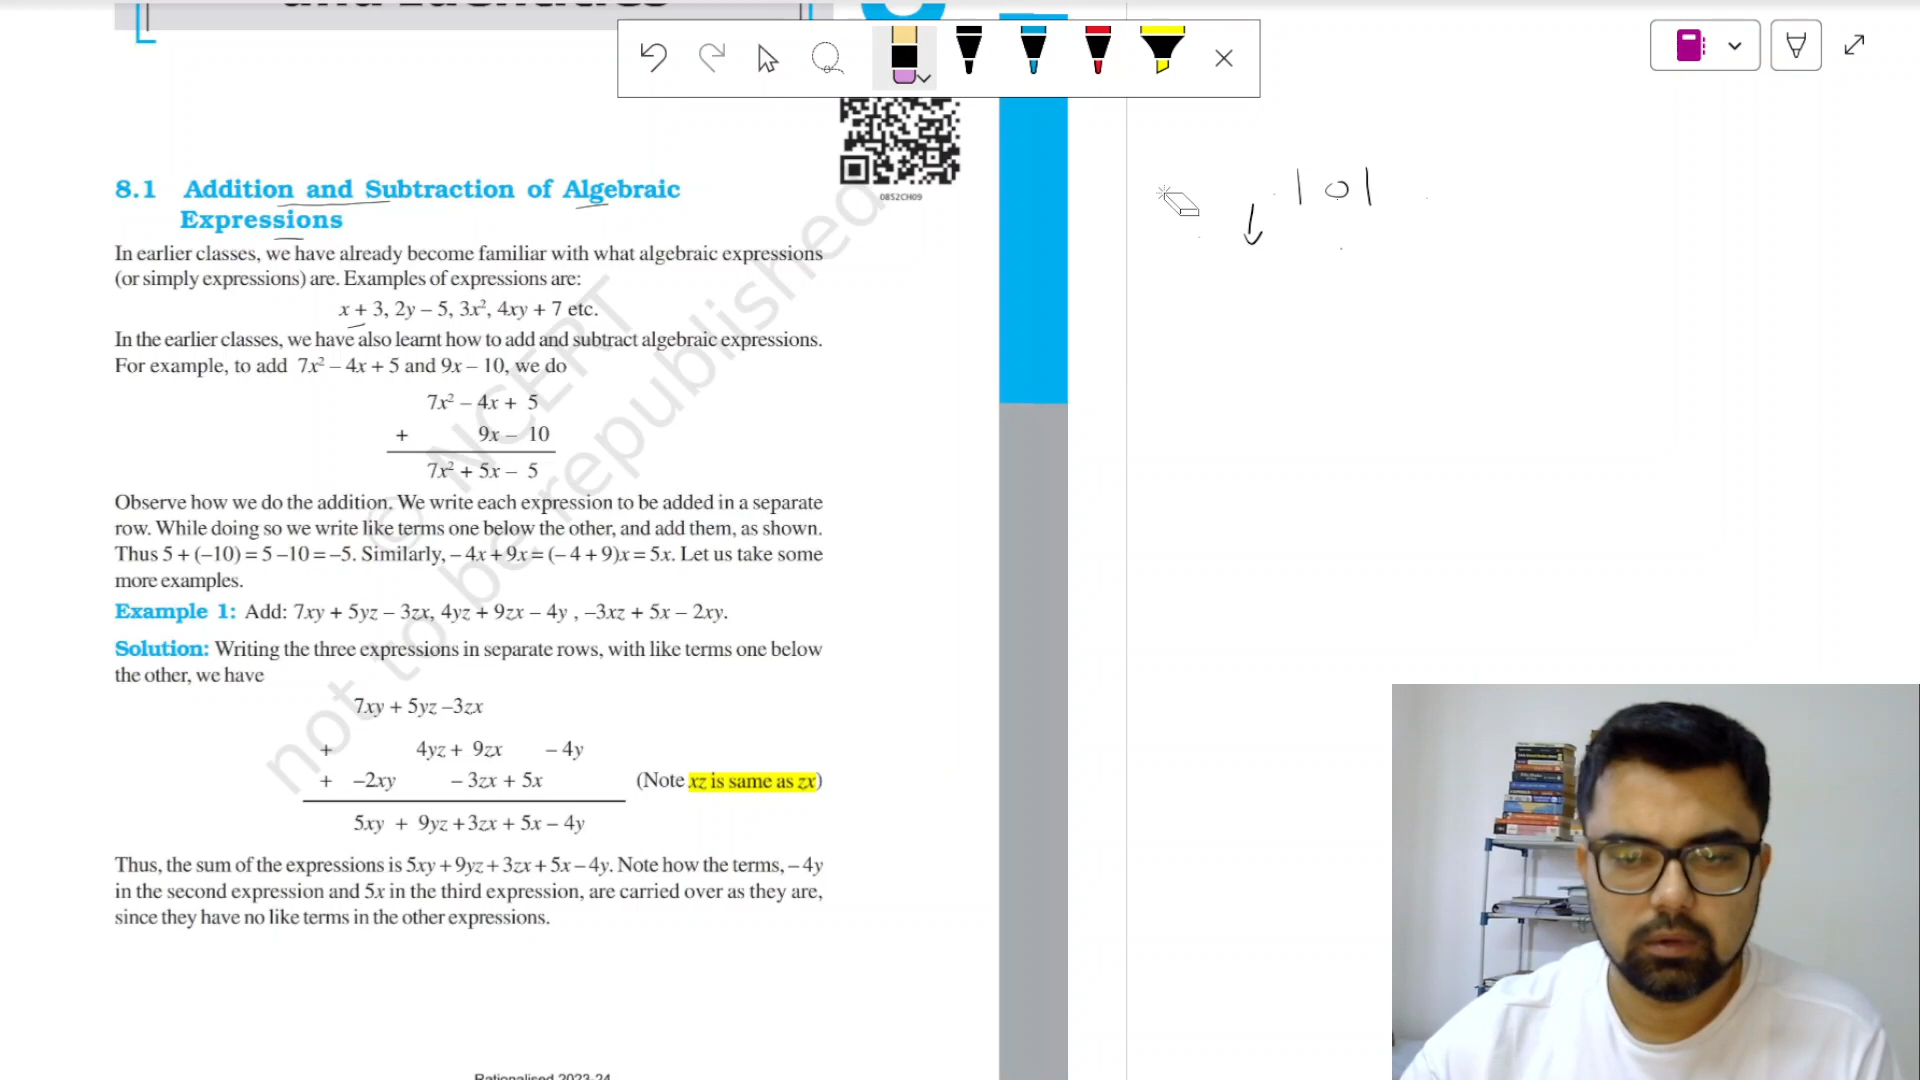 and Identities
0852CH09
8.1 Addition and Subtraction of Algebraic
Expressions
In earlier classes, we have already become familiar with what algebraic expressions
(or simply expressions) are. Examples of expressions are:
x + 3, 2y – 5, 3x², 4xy + 7 etc.
In the earlier classes, we have also learnt how to add and subtract algebraic expressions.
For example, to add 7x² – 4x + 5 and 9x – 10, we do
7x² – 4x + 5
+ 9x – 10
7x² + 5x – 5
Observe how we do the addition. We write each expression to be added in a separate
row. While doing so we write like terms one below the other, and add them, as shown.
Thus 5 + (–10) = 5 –10 = –5. Similarly, – 4x + 9x = (– 4 + 9)x = 5x. Let us take some
more examples.
Example 1: Add: 7xy + 5yz – 3zx, 4yz + 9zx – 4y , –3xz + 5x – 2xy.
Solution: Writing the three expressions in separate rows, with like terms one below
the other, we have
7xy + 5yz –3zx
+ 4yz + 9zx – 4y
+ –2xy – 3zx + 5x (Note xz is same as zx)
5xy + 9yz +3zx + 5x – 4y
Thus, the sum of the expressions is 5xy + 9yz + 3zx + 5x – 4y. Note how the terms, – 4y
in the second expression and 5x in the third expression, are carried over as they are,
since they have no like terms in the other expressions.
Rationalised 2023-24
© NCERT
not to be republished
101